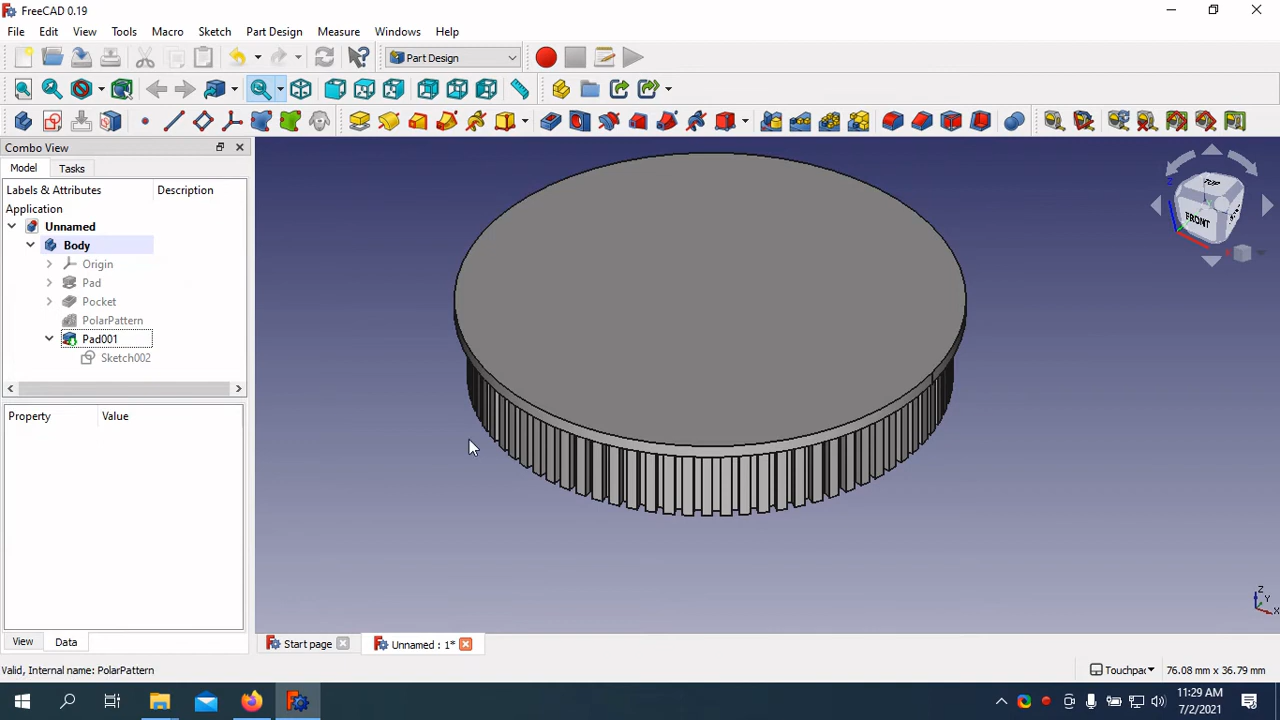 FreeCAD 0.19
File Edit View Tools Macro Sketch Part Design Measure Windows Help
Part Design
Combo View
Model Tasks
Labels & Attributes Description
Application
Unnamed
Body
Origin
Pad
Pocket
PolarPattern
Pad001
Sketch002
Property Value
TOP
FRONT
Z
Z
Y
X
View Data
Start page Unnamed : 1*
Valid, Internal name: PolarPattern Touchpad 76.08 mm x 36.79 mm
11:29 AM
7/2/2021